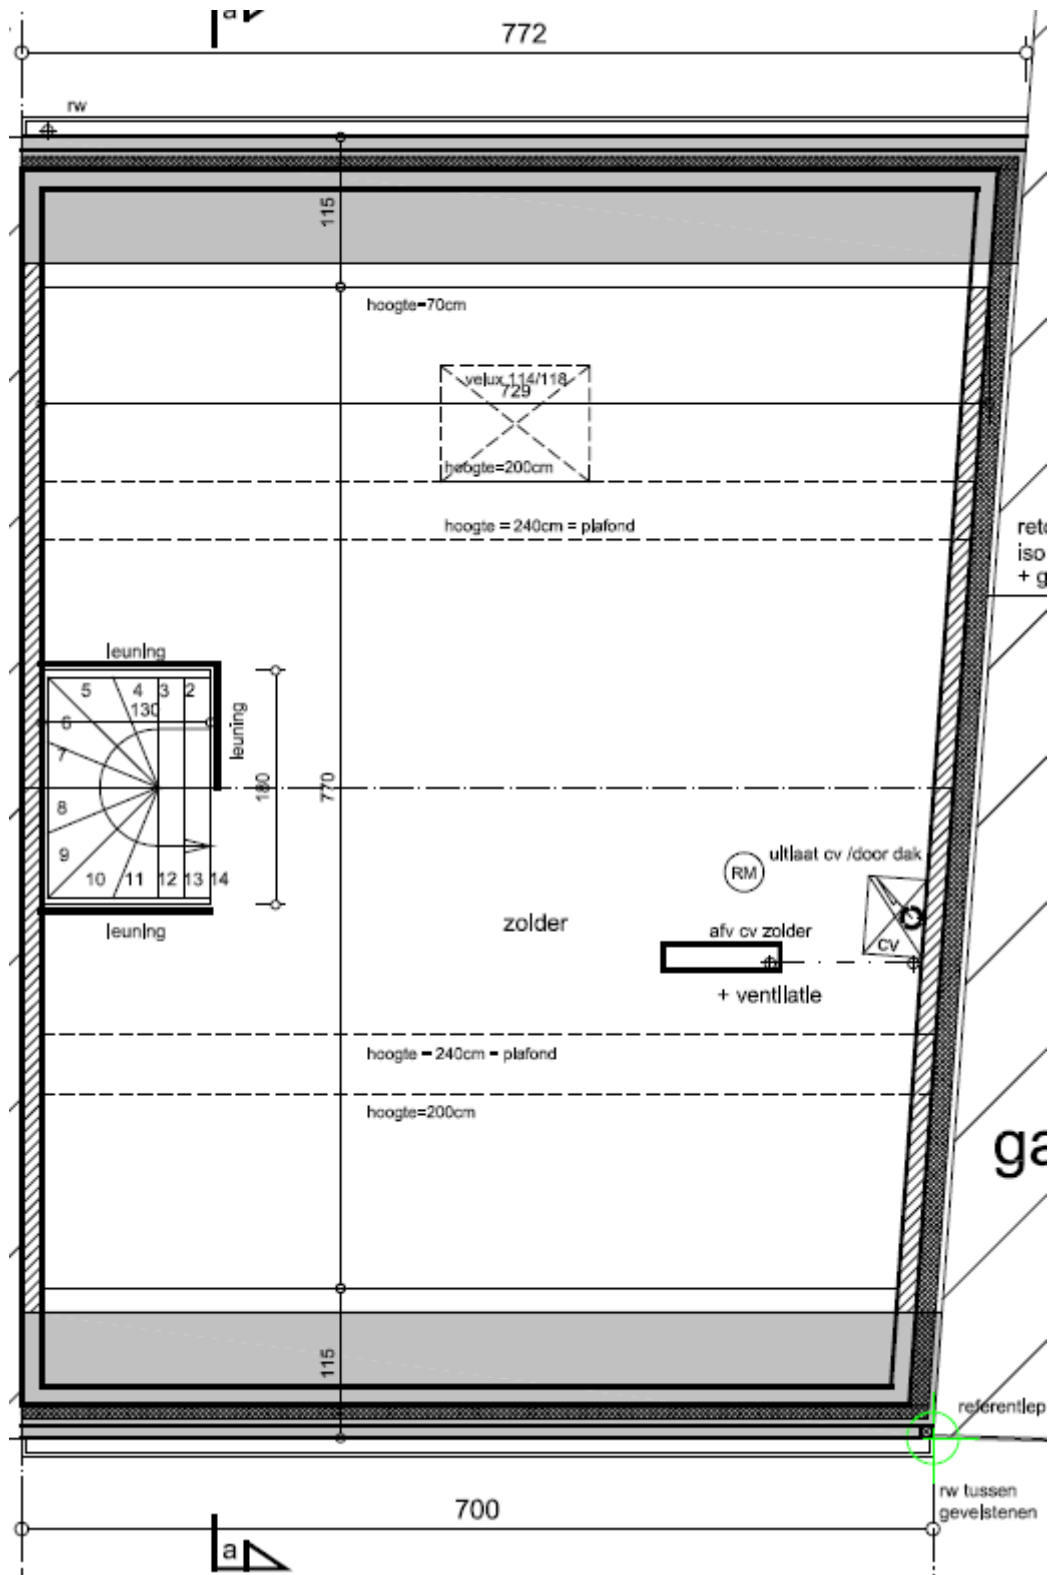 a
772
rw
115
hoogte=70cm
velux 114/118
729
hoogte=200cm
hoogte = 240cm = plafond
iso
+ g
leuning
5 4 3 2
130
6
leuning
7
180
770
8
9
10 11 12 13 14
leuning
uitlaat cv /door dak
RM
zolder
afv cv zolder
cv
+ ventilatie
hoogte = 240cm = plafond
hoogte=200cm
ga
115
referentiep
rw tussen
gevelstenen
700
a